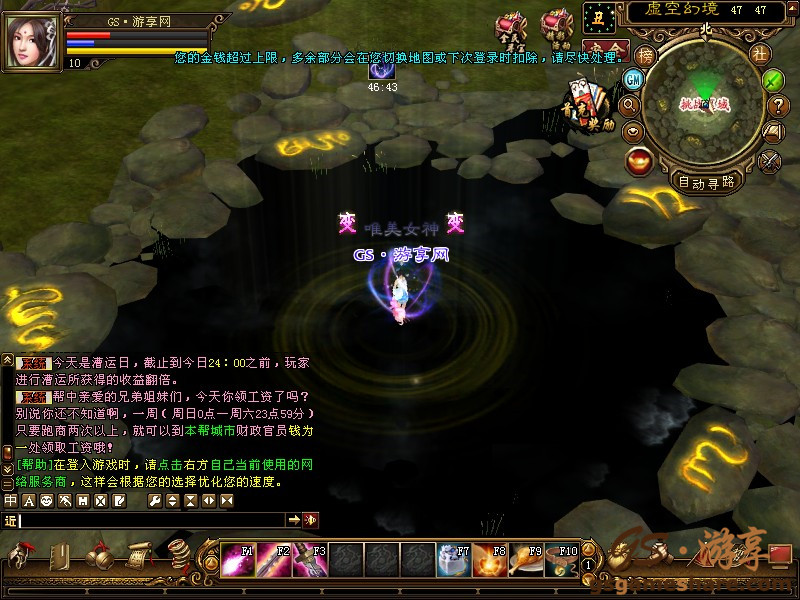 GS·游享网
10
虚空幻境 47 47
北
丑
安全
榜
社
GM
您的金钱超过上限，多余部分会在您切换地图或下次登录时扣除，请尽快处理。
46:43
首充奖励
自动寻路
变 唯美女神 变
GS·游享网
[系统]今天是漕运日，截止到今日24：00之前，玩家
进行漕运所获得的收益翻倍。
[系统]帮中亲爱的兄弟姐妹们，今天你领工资了吗？
别说你还不知道啊，一周（周日0点一周六23点59分）
只要跑商两次以上，就可以到本帮城市财政官员钱为
一处领取工资哦！
[帮助]在登入游戏时，请点击右方自己当前使用的网
络服务商，这样会根据您的选择优化您的速度。
中 A
近
F1 F2 F3 F7 F8 F9 F10
1
GS·游享